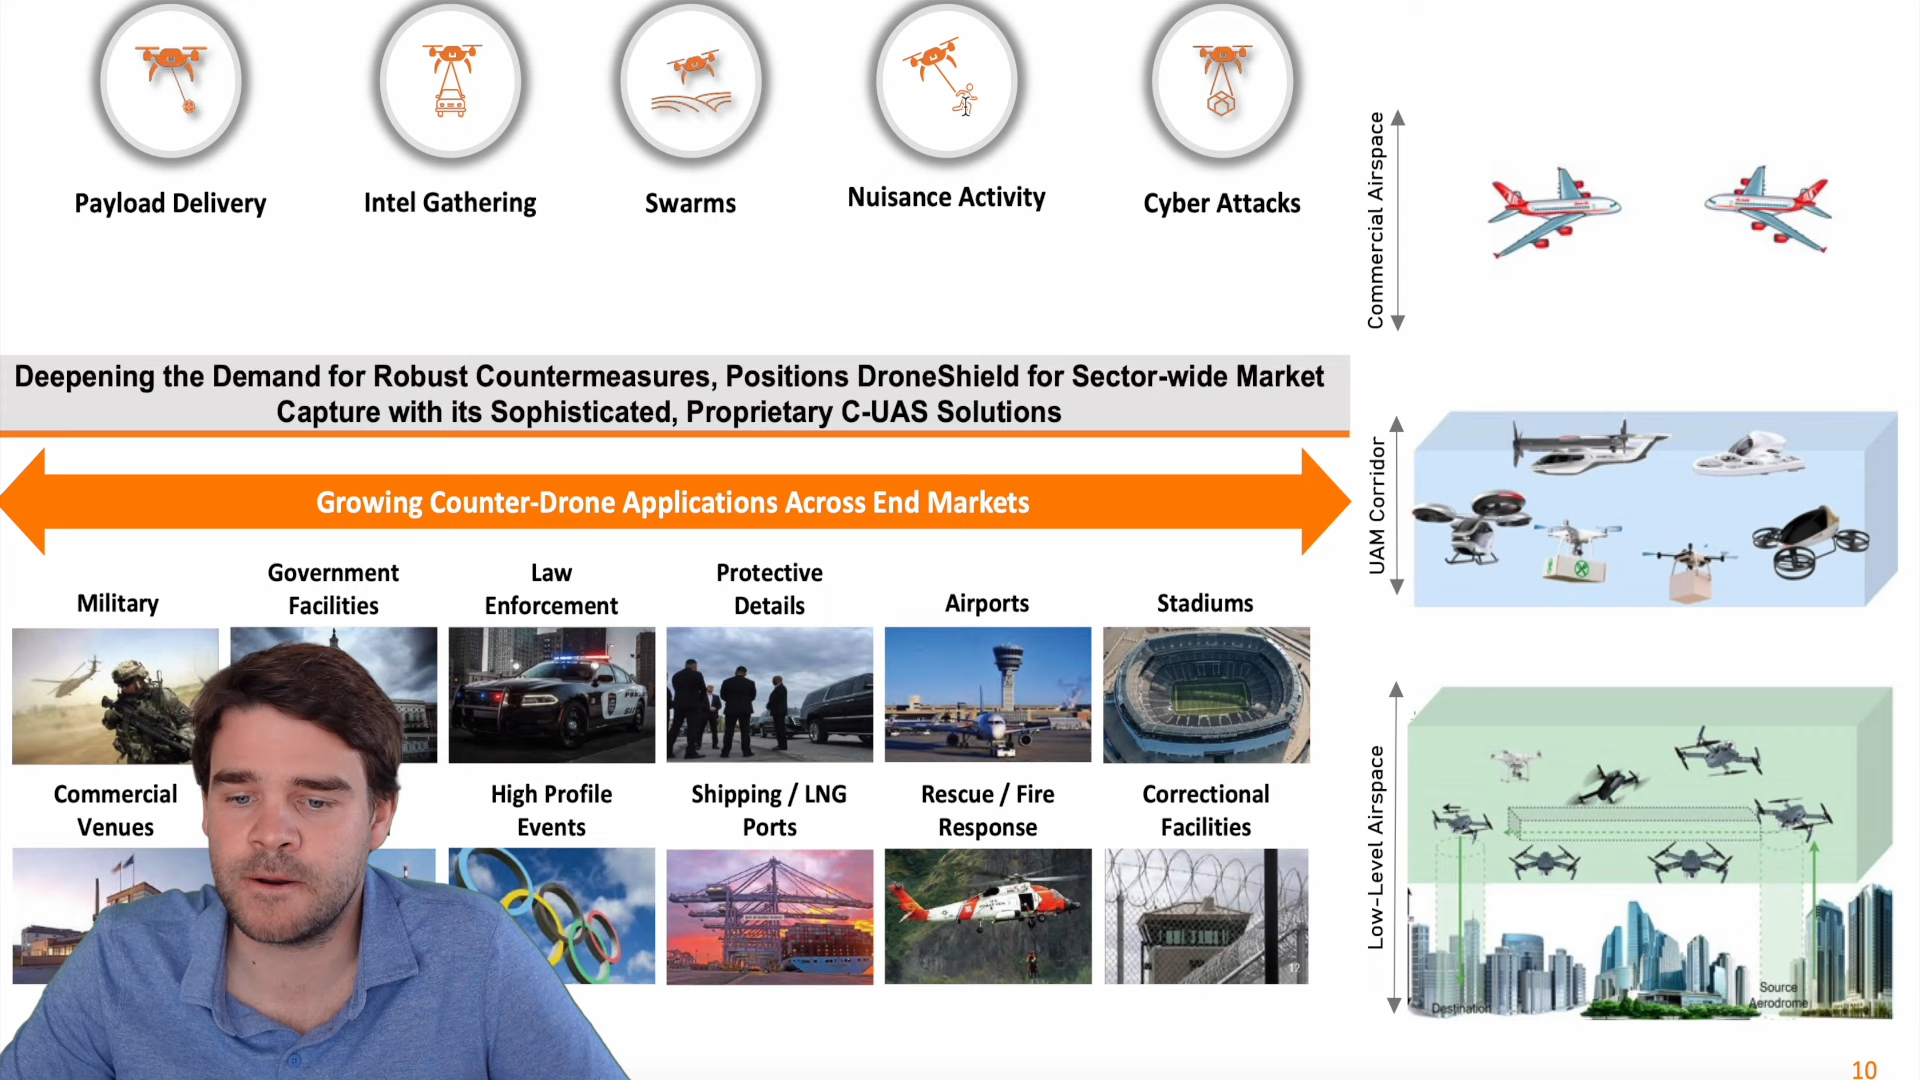 Payload Delivery
Intel Gathering
Swarms
Nuisance Activity
Cyber Attacks
Deepening the Demand for Robust Countermeasures, Positions DroneShield for Sector-wide Market
Capture with its Sophisticated, Proprietary C-UAS Solutions
Growing Counter-Drone Applications Across End Markets
Military
Government
Facilities
Law
Enforcement
Protective
Details
Airports
Stadiums
Commercial
Venues
High Profile
Events
Shipping / LNG
Ports
Rescue / Fire
Response
Correctional
Facilities
12
Commercial Airspace
UAM Corridor
Low-Level Airspace
Destination
Source
Aerodrome
10